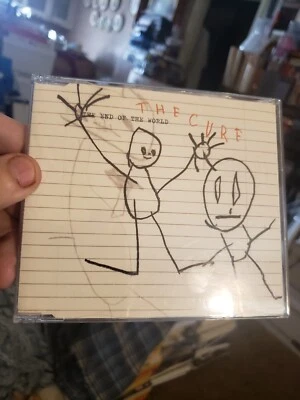 THE CURE
THE END OF THE WORLD